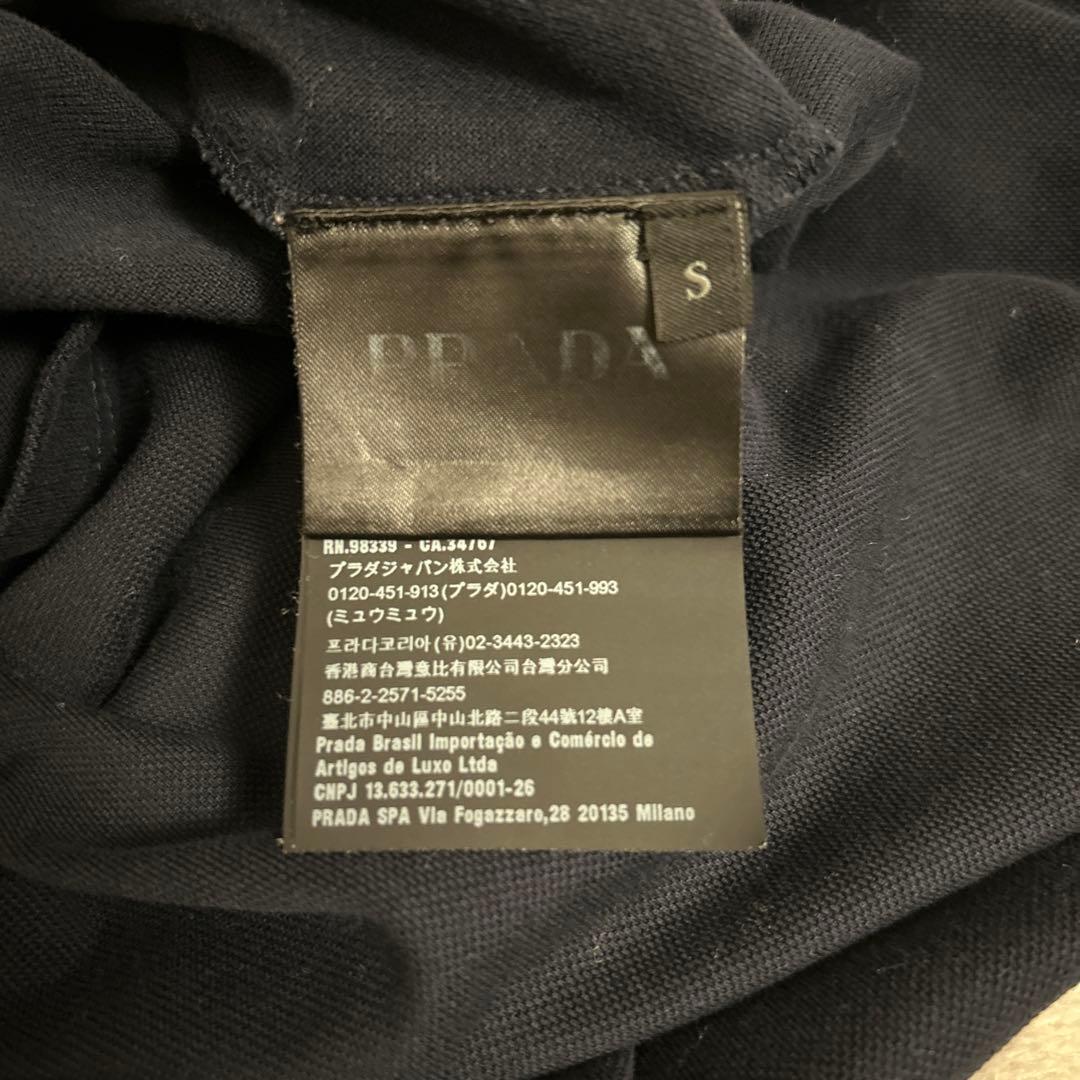 S
PRADA
RN.98339 - CA.34767
プラダジャパン株式会社
0120-451-913(プラダ)0120-451-993
(ミュウミュウ)
프라다코리아(유)02-3443-2323
香港商台灣意比有限公司台灣分公司
886-2-2571-5255
臺北市中山區中山北路二段44號12樓A室
Prada Brasil Importação e Comércio de
Artigos de Luxo Ltda
CNPJ 13.633.271/0001-26
PRADA SPA Via Fogazzaro,28 20135 Milano